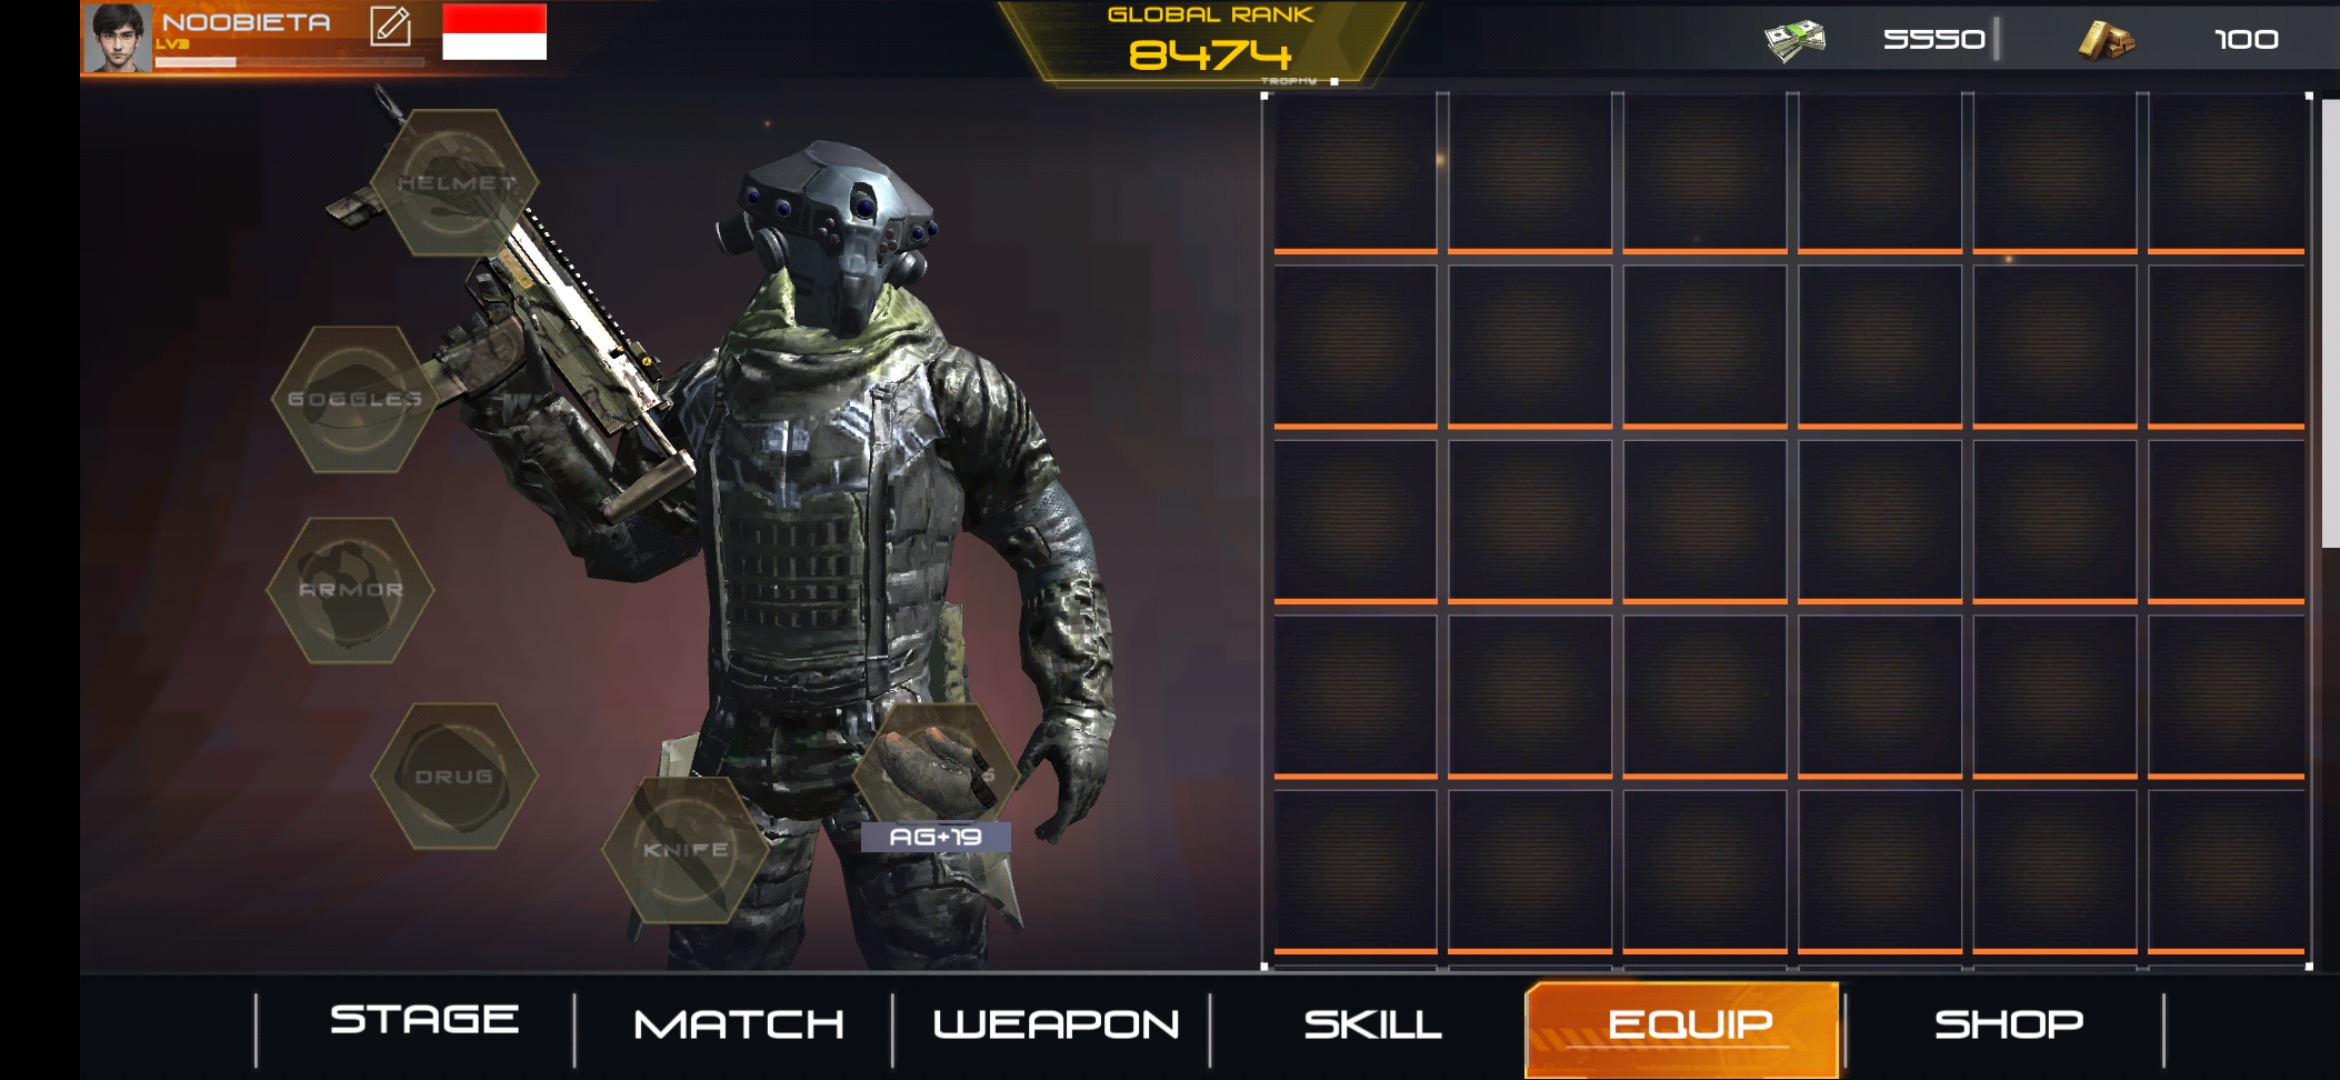 NOOBIETA
LV3
GLOBAL RANK
8474
TROPHY
5550
100
HELMET
GOGGLES
ARMOR
DRUG
KNIFE
AG+19
STAGE
MATCH
WEAPON
SKILL
EQUIP
SHOP